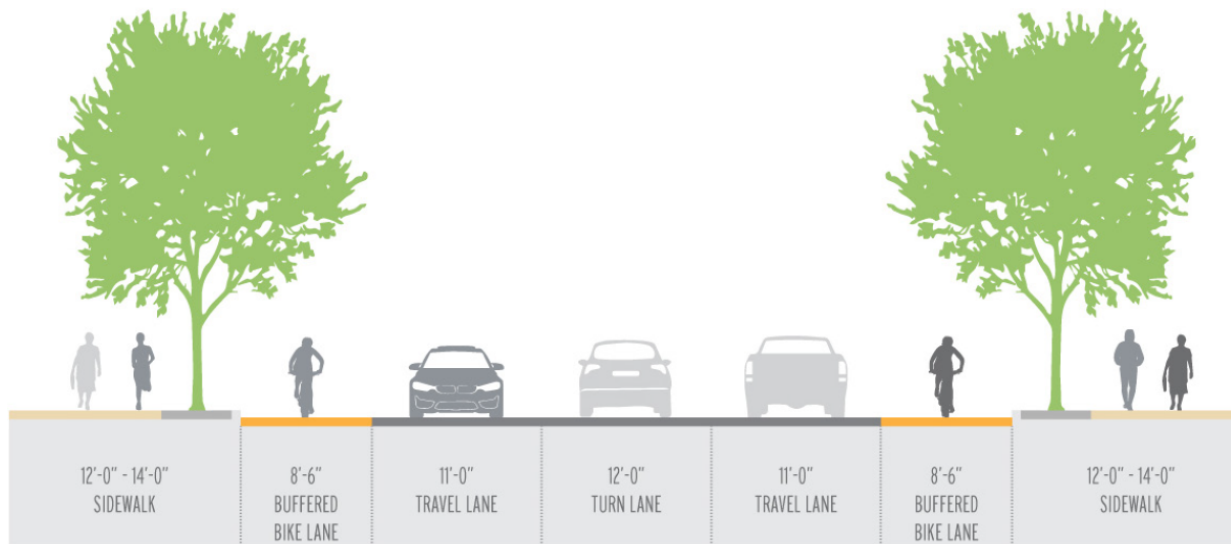 12'-0" - 14'-0"
SIDEWALK
8'-6"
BUFFERED
BIKE LANE
11'-0"
TRAVEL LANE
12'-0"
TURN LANE
11'-0"
TRAVEL LANE
8'-6"
BUFFERED
BIKE LANE
12'-0" - 14'-0"
SIDEWALK